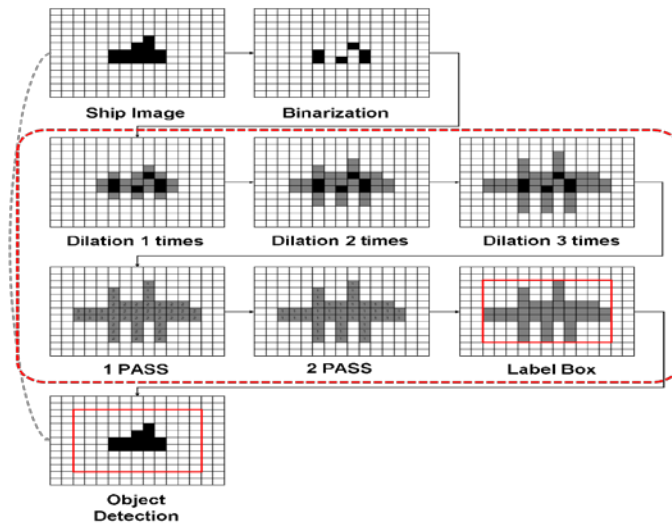 Ship Image
Binarization
Dilation 1 times
Dilation 2 times
Dilation 3 times
1 PASS
2 PASS
Label Box
Object
Detection